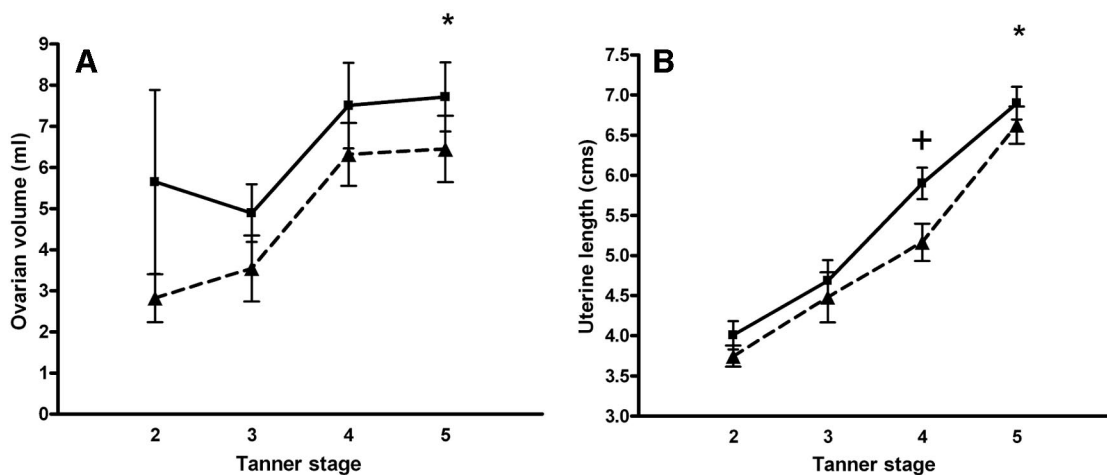 A
*
9
8
7
6
5
4
3
2
1
0
Ovarian volume (ml)
2 3 4 5
Tanner stage
B
*
+
7.5
7.0
6.5
6.0
5.5
5.0
4.5
4.0
3.5
3.0
Uterine length (cms)
2 3 4 5
Tanner stage